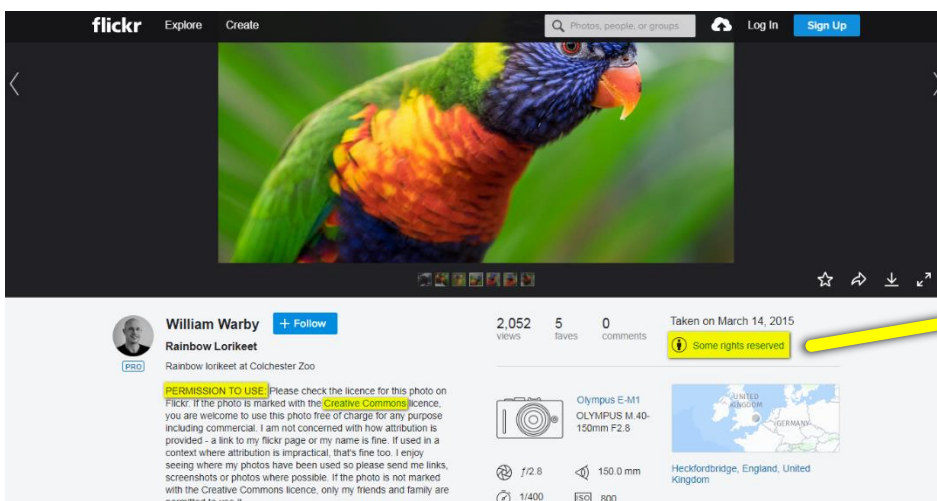 flickr Explore Create Photos, people, or groups Log In Sign Up
William Warby + Follow
Rainbow Lorikeet
PRO
Rainbow lorikeet at Colchester Zoo
PERMISSION TO USE: Please check the licence for this photo on
Flickr. If the photo is marked with the Creative Commons licence,
you are welcome to use this photo free of charge for any purpose
including commercial. I am not concerned with how attribution is
provided - a link to my flickr page or my name is fine. If used in a
context where attribution is impractical, that's fine too. I enjoy
seeing where my photos have been used so please send me links,
screenshots or photos where possible. If the photo is not marked
with the Creative Commons licence, only my friends and family are
permitted to use it.
2,052 5 0
views faves comments
Taken on March 14, 2015
Some rights reserved
Olympus E-M1
OLYMPUS M.40-
150mm F2.8
ƒ/2.8 150.0 mm
1/400 ISO 800
UNITED
KINGDOM
GERMANY
Heckfordbridge, England, United
Kingdom